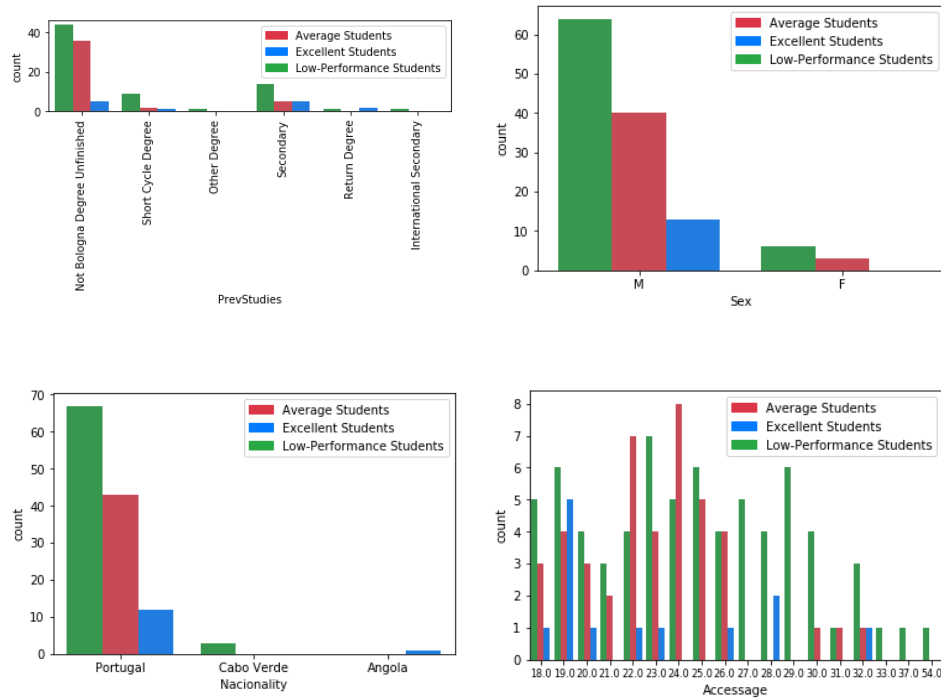 40
20
0
count
Average Students
Excellent Students
Low-Performance Students
Not Bologna Degree Unfinished
Short Cycle Degree
Other Degree
Secondary
Return Degree
International Secondary
PrevStudies
60
50
40
30
20
10
0
count
Average Students
Excellent Students
Low-Performance Students
M
F
Sex
70
60
50
40
30
20
10
0
count
Average Students
Excellent Students
Low-Performance Students
Portugal
Cabo Verde
Angola
Nacionality
8
7
6
5
4
3
2
1
0
count
Average Students
Excellent Students
Low-Performance Students
18.0 19.0 20.0 21.0 22.0 23.0 24.0 25.0 26.0 27.0 28.0 29.0 30.0 31.0 32.0 33.0 37.0 54.0
Accessage